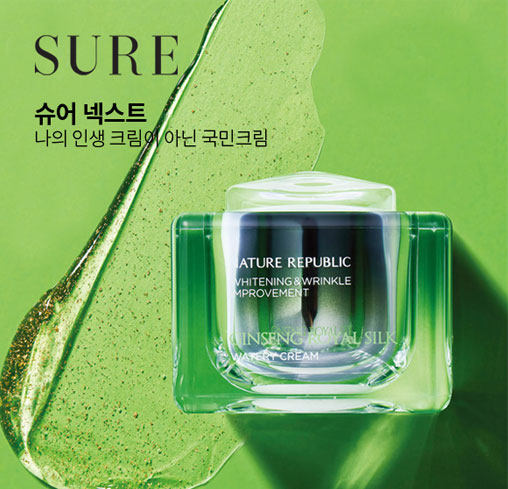 SURE
슈어 넥스트
나의 인생 크림이 아닌 국민크림
NATURE REPUBLIC
WHITENING & WRINKLE
IMPROVEMENT
ROYAL
GINSENG ROYAL SILK
WATERY CREAM